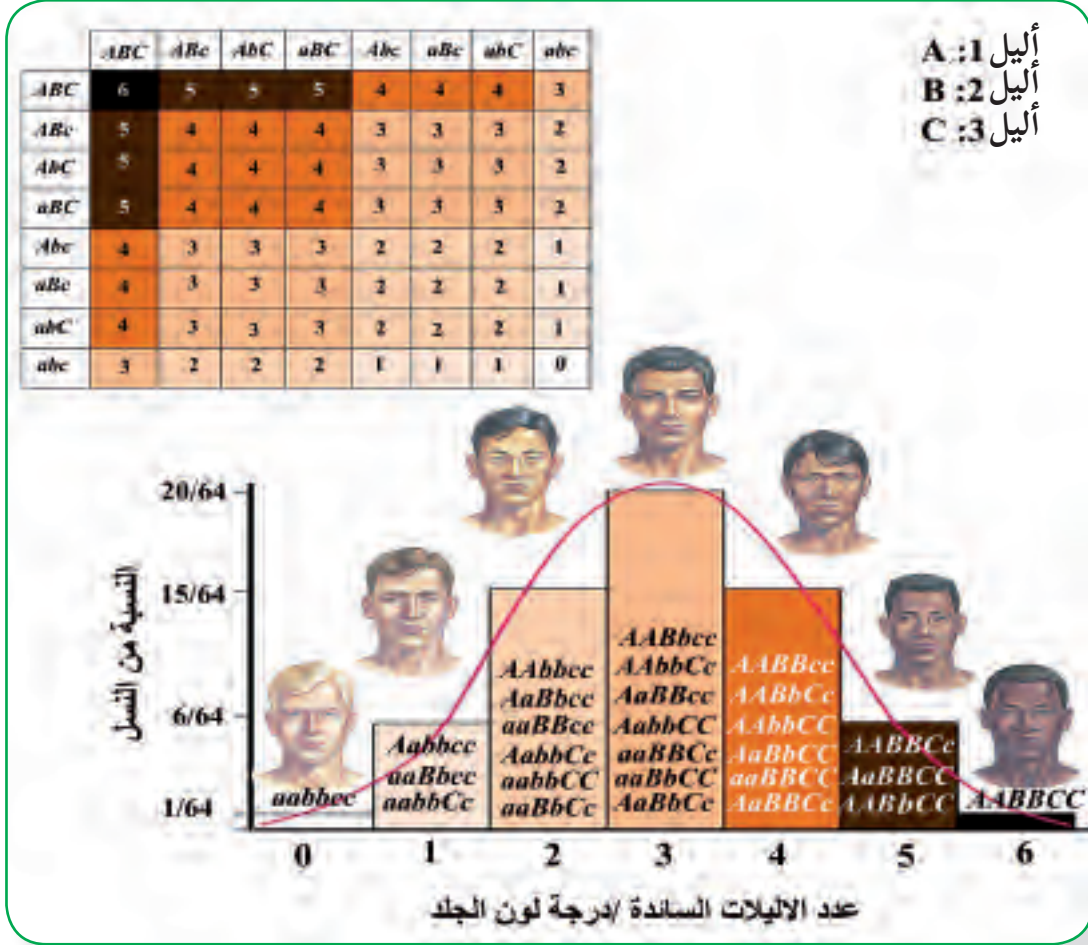 أليل 1: A
أليل 2: B
أليل 3: C
ABC ABc AbC aBC Abc aBc abC abc
ABC 6 5 5 5 4 4 4 3
ABc 5 4 4 4 3 3 3 2
AbC 5 4 4 4 3 3 3 2
aBC 5 4 4 4 3 3 3 2
Abc 4 3 3 3 2 2 2 1
aBc 4 3 3 3 2 2 2 1
abC 4 3 3 3 2 2 2 1
abc 3 2 2 2 1 1 1 0
النسبة من النسل
20/64
15/64
6/64
1/64
aabbcc
Aabbcc
aaBbcc
aabbCc
AAbbcc
AaBbcc
aaBBcc
AabbCc
aabbCC
aaBbCc
AABbcc
AAbbCc
AaBBcc
AabbCC
aaBBCc
aaBbCC
AaBbCc
AABBcc
AABbCc
AAbbCC
AaBbCC
aaBBCC
AaBBCc
AABBCc
AaBBCC
AABbCC
AABBCC
0 1 2 3 4 5 6
عدد الاليلات السائدة /درجة لون الجلد